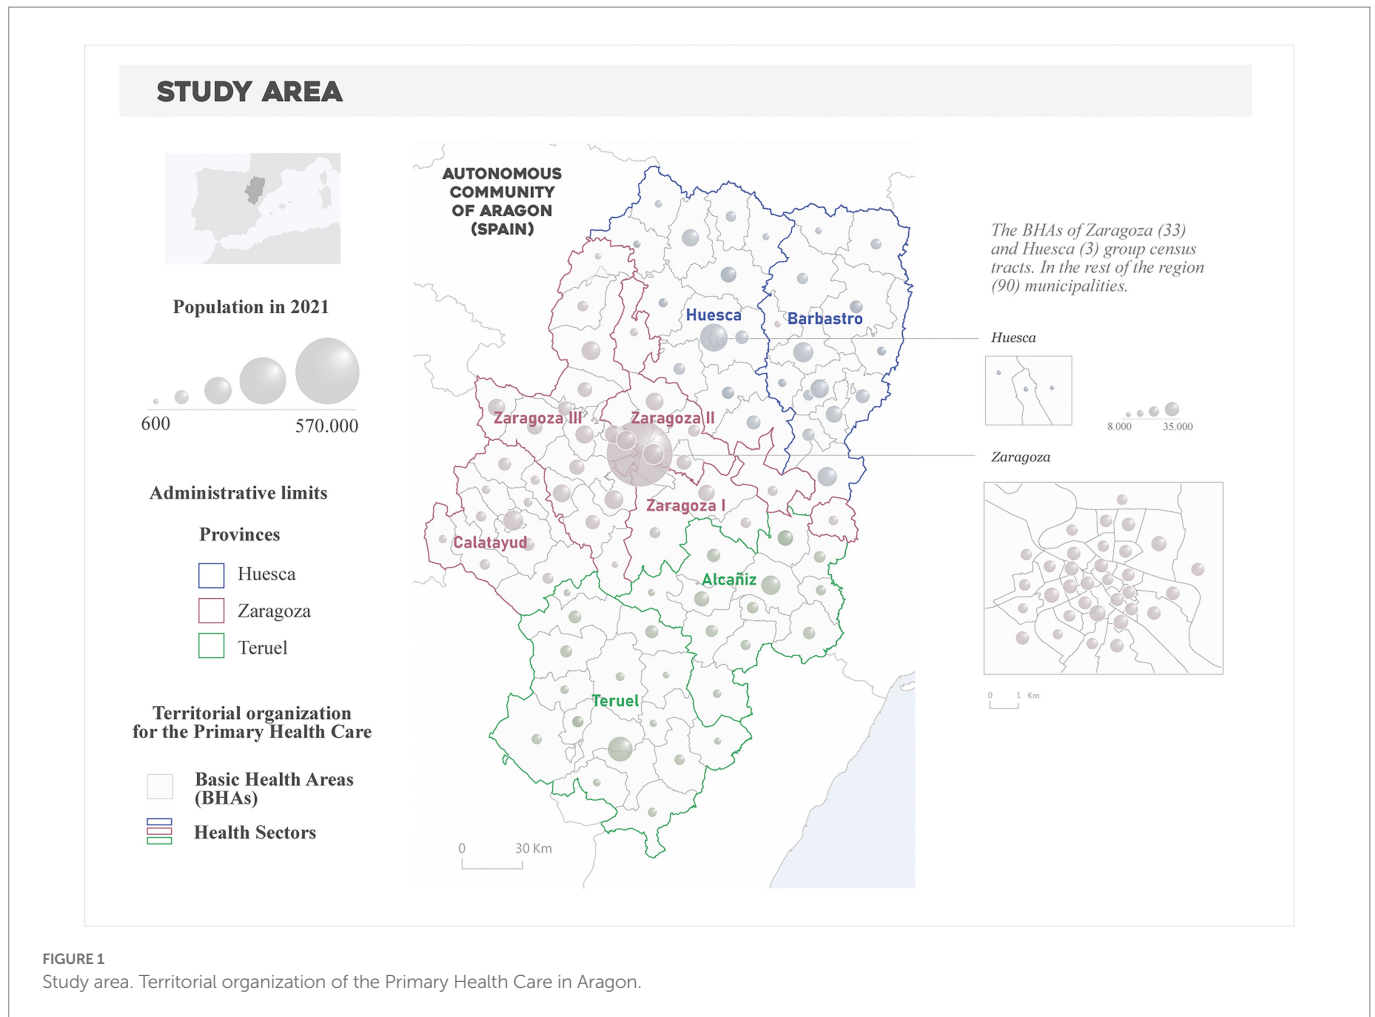 STUDY AREA
AUTONOMOUS
COMMUNITY
OF ARAGON
(SPAIN)
Population in 2021
600
570.000
Administrative limits
Provinces
Huesca
Zaragoza
Teruel
Territorial organization
for the Primary Health Care
Basic Health Areas
(BHAs)
Health Sectors
Huesca
Barbastro
Zaragoza III
Zaragoza II
Zaragoza I
Calatayud
Alcañiz
Teruel
0 30 Km
The BHAs of Zaragoza (33)
and Huesca (3) group census
tracts. In the rest of the region
(90) municipalities.
Huesca
8.000 35.000
Zaragoza
0 1 Km
FIGURE 1
Study area. Territorial organization of the Primary Health Care in Aragon.